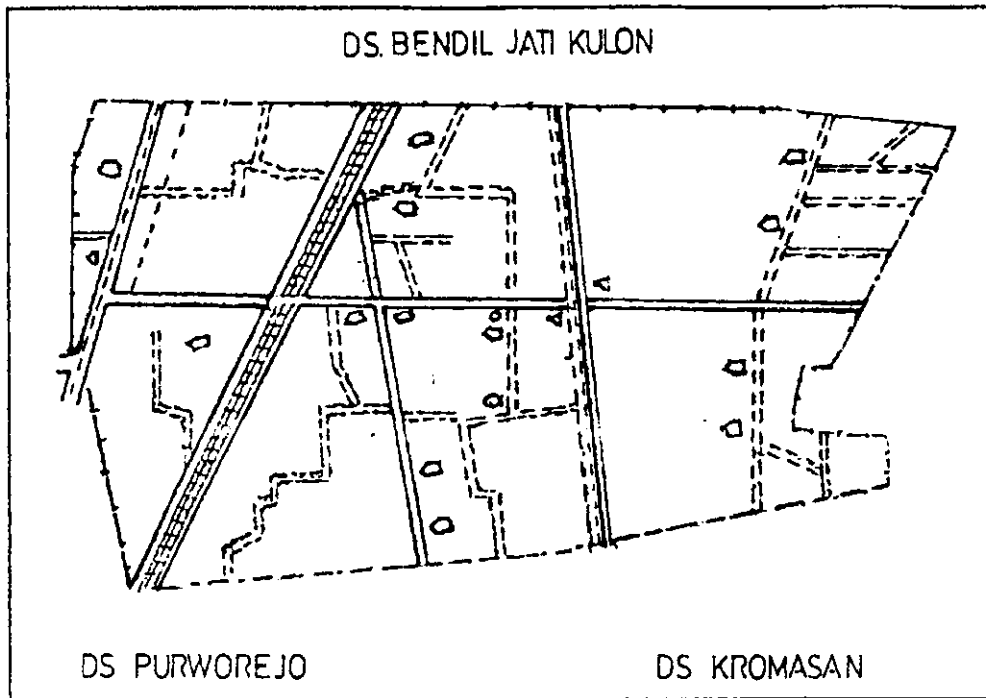 DS. BENDIL JATI KULON
DS PURWOREJO
DS KROMASAN